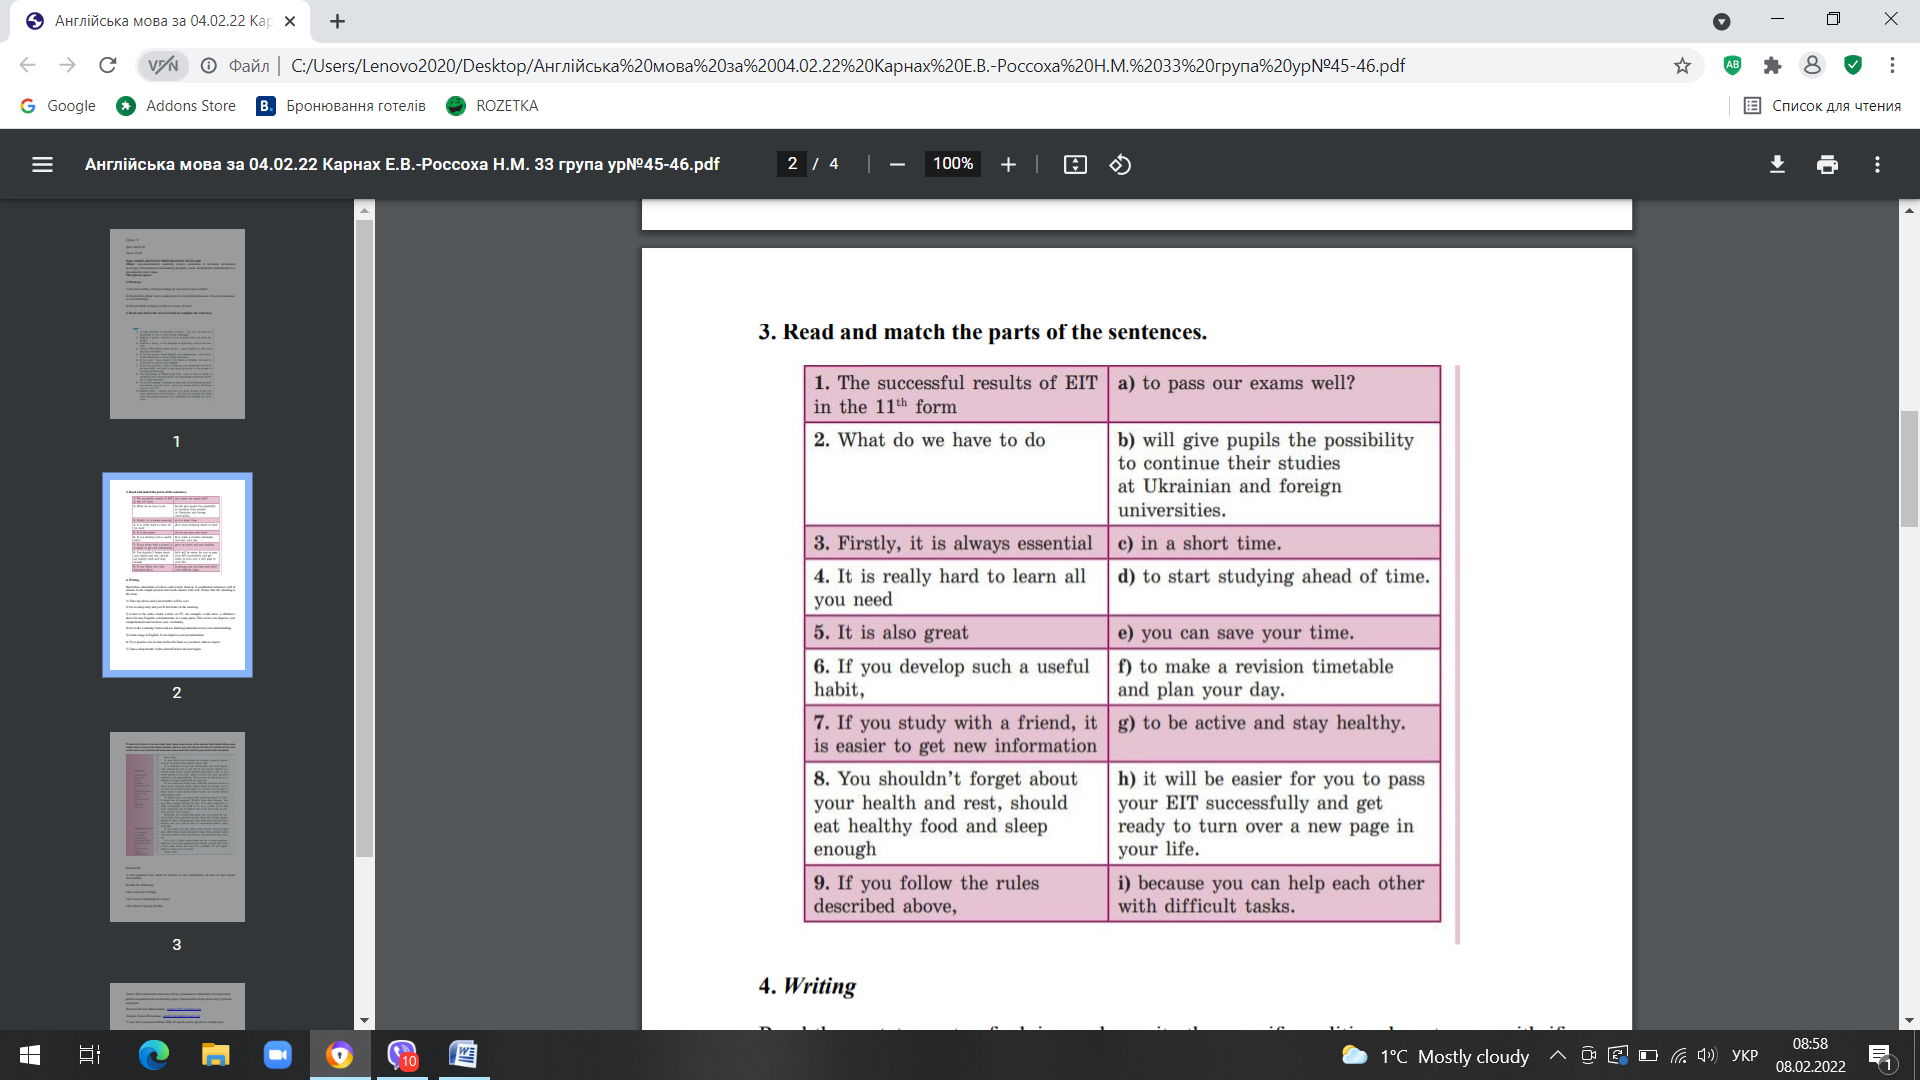 Англійська мова за 04.02.22 Кар
Файл
C:/Users/Lenovo2020/Desktop/Англійська%20мова%20за%2004.02.22%20Карнах%20Е.В.-Россоха%20Н.М.%2033%20група%20ур№45-46.pdf
Google
Addons Store
Бронювання готелів
ROZETKA
Список для чтения
Англійська мова за 04.02.22 Карнах Е.В.-Россоха Н.М. 33 група ур№45-46.pdf
2 / 4
100%
1
2
3
3. Read and match the parts of the sentences.
1. The successful results of EIT
in the 11th form
a) to pass our exams well?
2. What do we have to do
b) will give pupils the possibility
to continue their studies
at Ukrainian and foreign
universities.
3. Firstly, it is always essential
c) in a short time.
4. It is really hard to learn all
you need
d) to start studying ahead of time.
5. It is also great
e) you can save your time.
6. If you develop such a useful
habit,
f) to make a revision timetable
and plan your day.
7. If you study with a friend, it
is easier to get new information
g) to be active and stay healthy.
8. You shouldn't forget about
your health and rest, should
eat healthy food and sleep
enough
h) it will be easier for you to pass
your EIT successfully and get
ready to turn over a new page in
your life.
9. If you follow the rules
described above,
i) because you can help each other
with difficult tasks.
4. Writing
10
1°C Mostly cloudy
УКР
08:58
08.02.2022
1